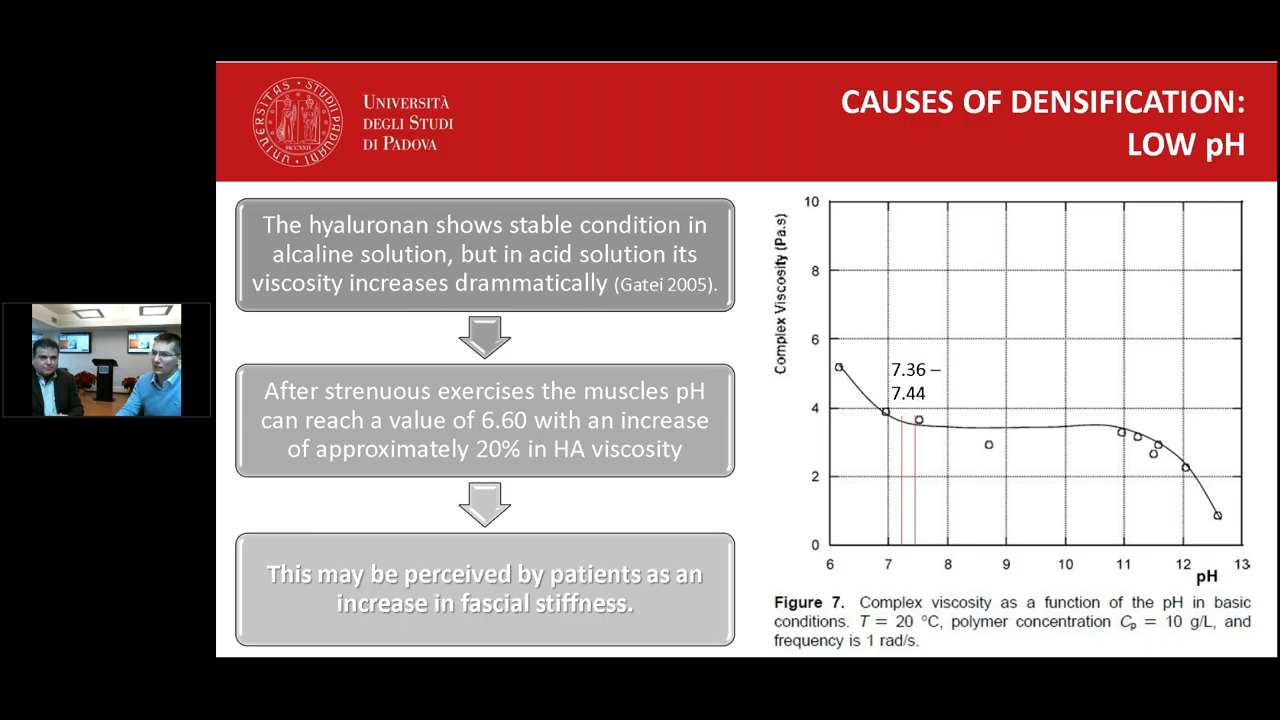 UNIVERSITÀ
DEGLI STUDI
DI PADOVA
CAUSES OF DENSIFICATION:
LOW pH
The hyaluronan shows stable condition in
alcaline solution, but in acid solution its
viscosity increases drammatically (Gatei 2005).
After strenuous exercises the muscles pH
can reach a value of 6.60 with an increase
of approximately 20% in HA viscosity
This may be perceived by patients as an
increase in fascial stiffness.
Complex Viscosity (Pa.s)
10
8
6
4
2
0
7.36 –
7.44
6 7 8 9 10 11 12 13
pH
Figure 7. Complex viscosity as a function of the pH in basic
conditions. T = 20 °C, polymer concentration Cp = 10 g/L, and
frequency is 1 rad/s.